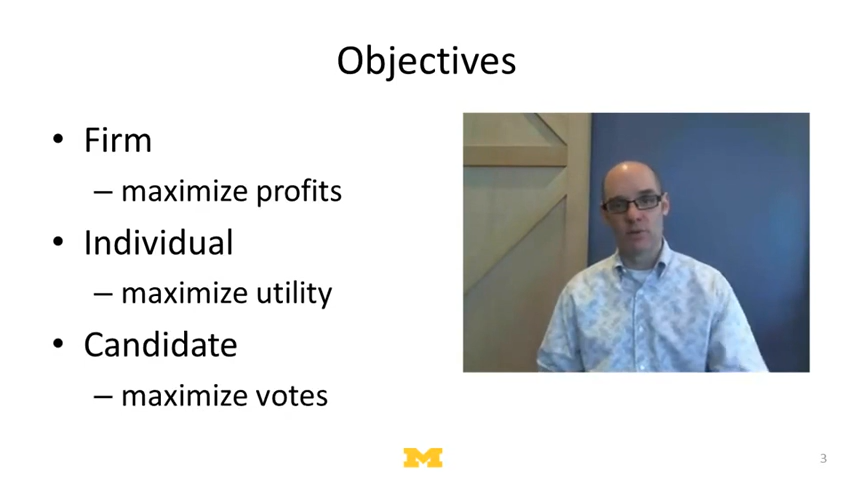 Objectives
• Firm
– maximize profits
• Individual
– maximize utility
• Candidate
– maximize votes
M
3